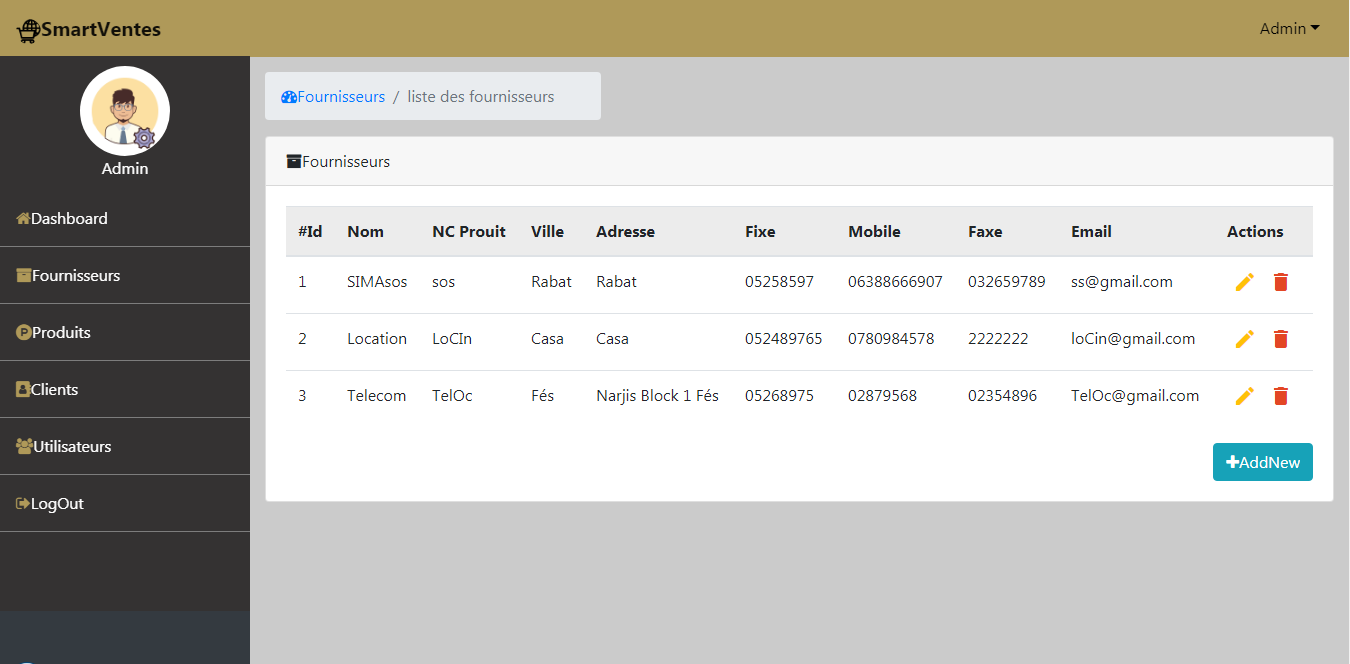 SmartVentes
Admin
Admin
Dashboard
Fournisseurs
Produits
Clients
Utilisateurs
LogOut
Fournisseurs / liste des fournisseurs
Fournisseurs
#Id Nom NC Prouit Ville Adresse Fixe Mobile Faxe Email Actions
1 SIMAsos sos Rabat Rabat 05258597 06388666907 032659789 ss@gmail.com
2 Location LoCIn Casa Casa 052489765 0780984578 2222222 loCin@gmail.com
3 Telecom TelOc Fés Narjis Block 1 Fés 05268975 02879568 02354896 TelOc@gmail.com
AddNew